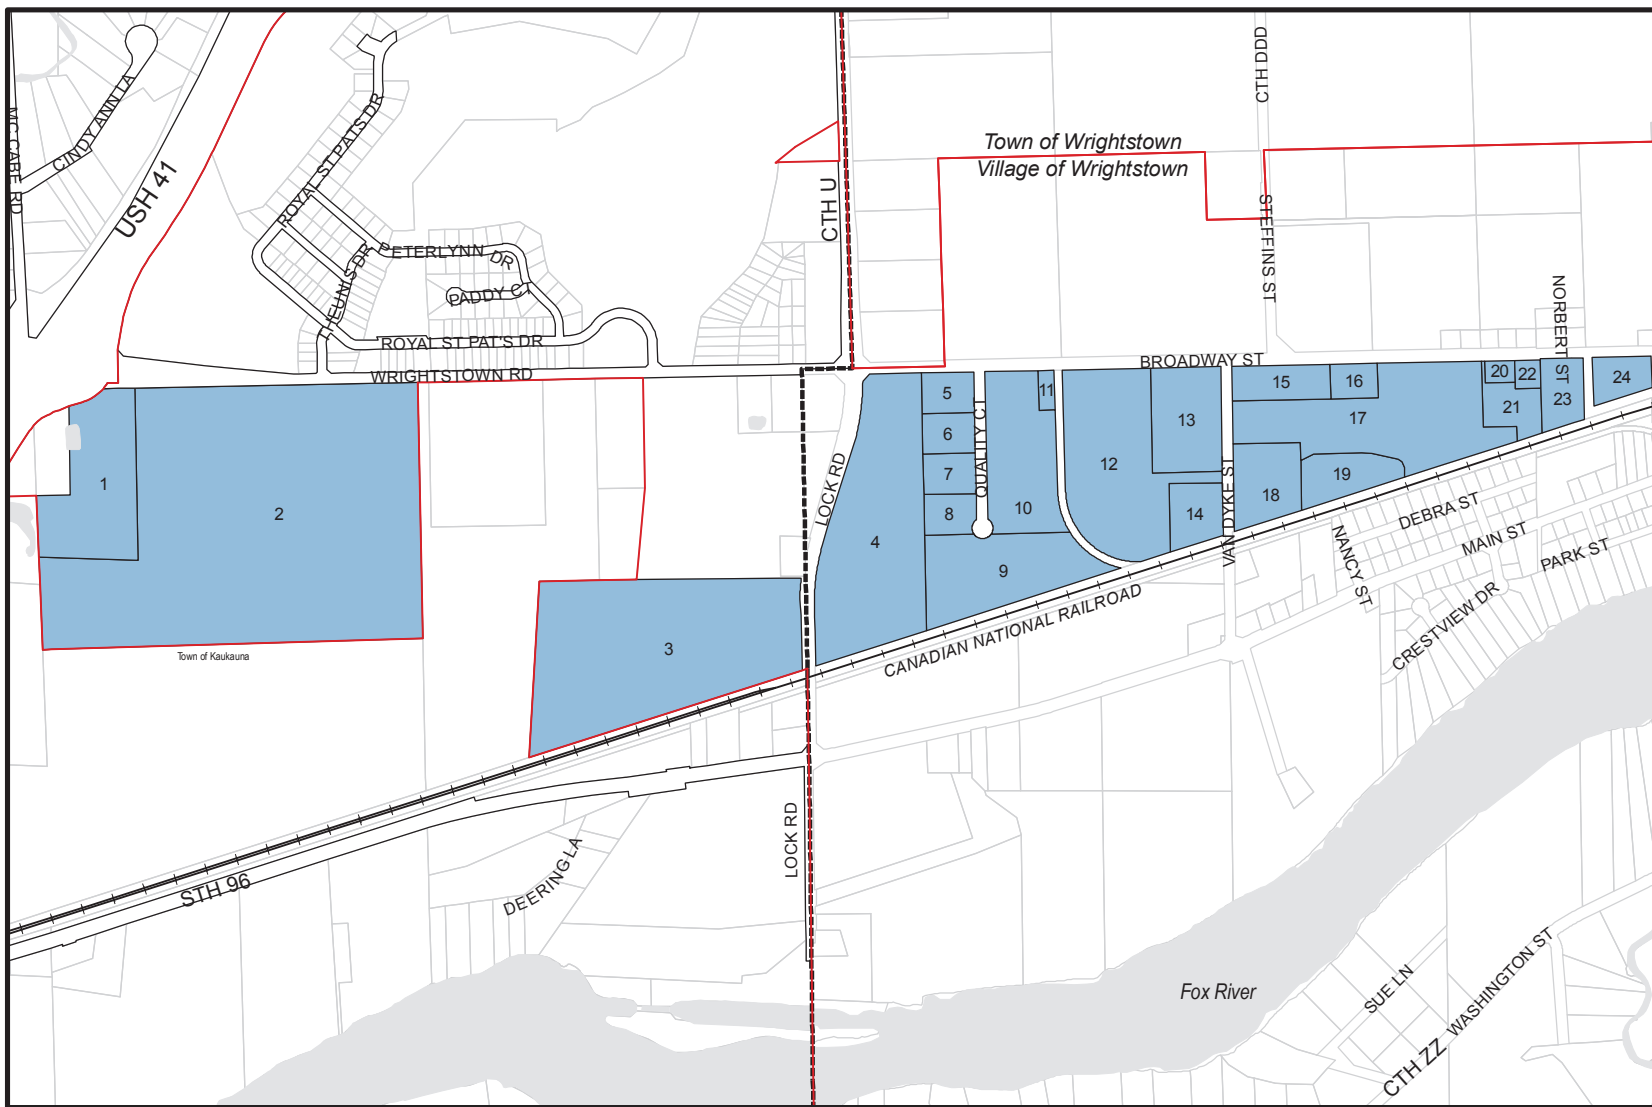 CTH DDD
CINDY ANN LA
MC CABE RD
USH 41
ROYAL ST PATS DR
Town of Wrightstown
Village of Wrightstown
CTH U
STEFFINS ST
PETERLYNN DR
THEUNIS DR
PADDY CT
NORBERT ST
ROYAL ST PAT'S DR
WRIGHTSTOWN RD
BROADWAY ST
1
2
3
4
5
6
7
8
9
10
11
12
13
14
15
16
17
18
19
20
21
22
23
24
QUALITY CT
LOCK RD
VAN DYKE ST
DEBRA ST
MAIN ST
PARK ST
NANCY ST
CRESTVIEW DR
CANADIAN NATIONAL RAILROAD
Town of Kaukauna
LOCK RD
DEERING LA
STH 96
Fox River
SUE LN
WASHINGTON ST
CTH ZZ